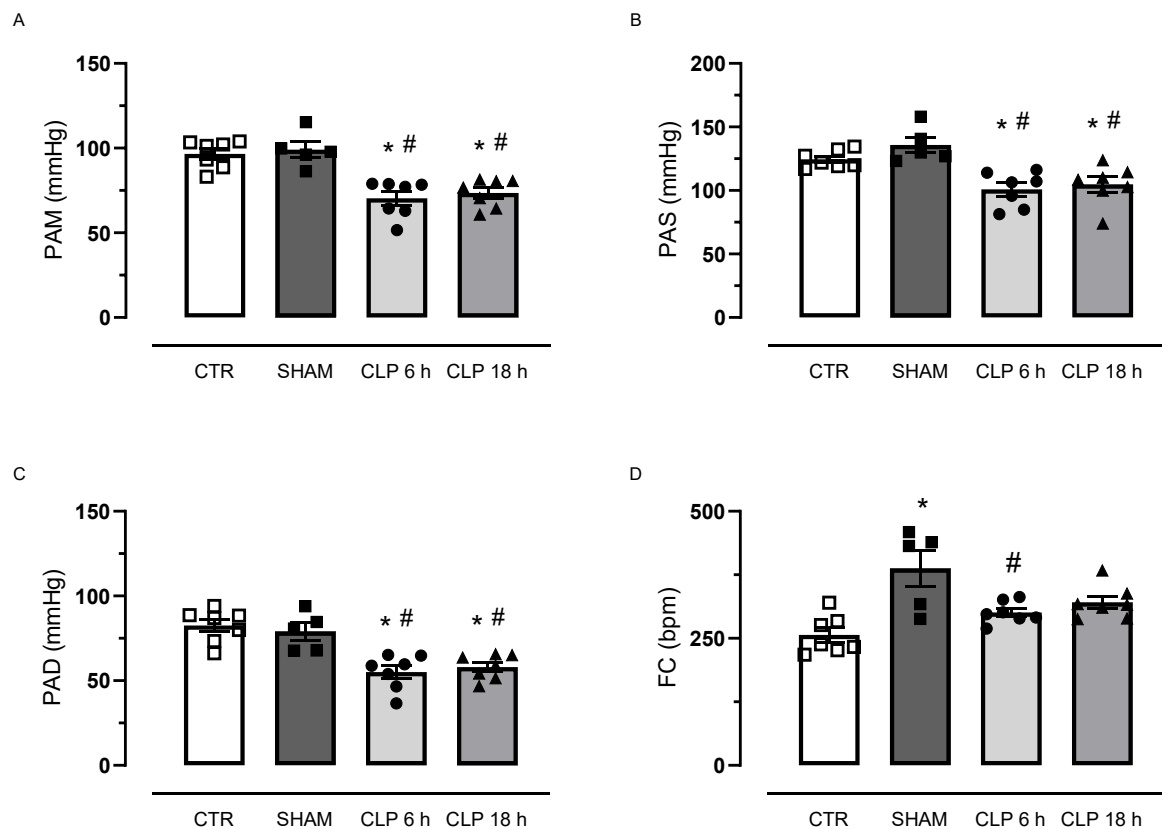 A
PAM (mmHg)
150
100
50
0
* #
* #
CTR SHAM CLP 6 h CLP 18 h
B
PAS (mmHg)
200
150
100
50
0
* #
* #
CTR SHAM CLP 6 h CLP 18 h
C
PAD (mmHg)
150
100
50
0
* #
* #
CTR SHAM CLP 6 h CLP 18 h
D
FC (bpm)
500
250
0
*
#
CTR SHAM CLP 6 h CLP 18 h